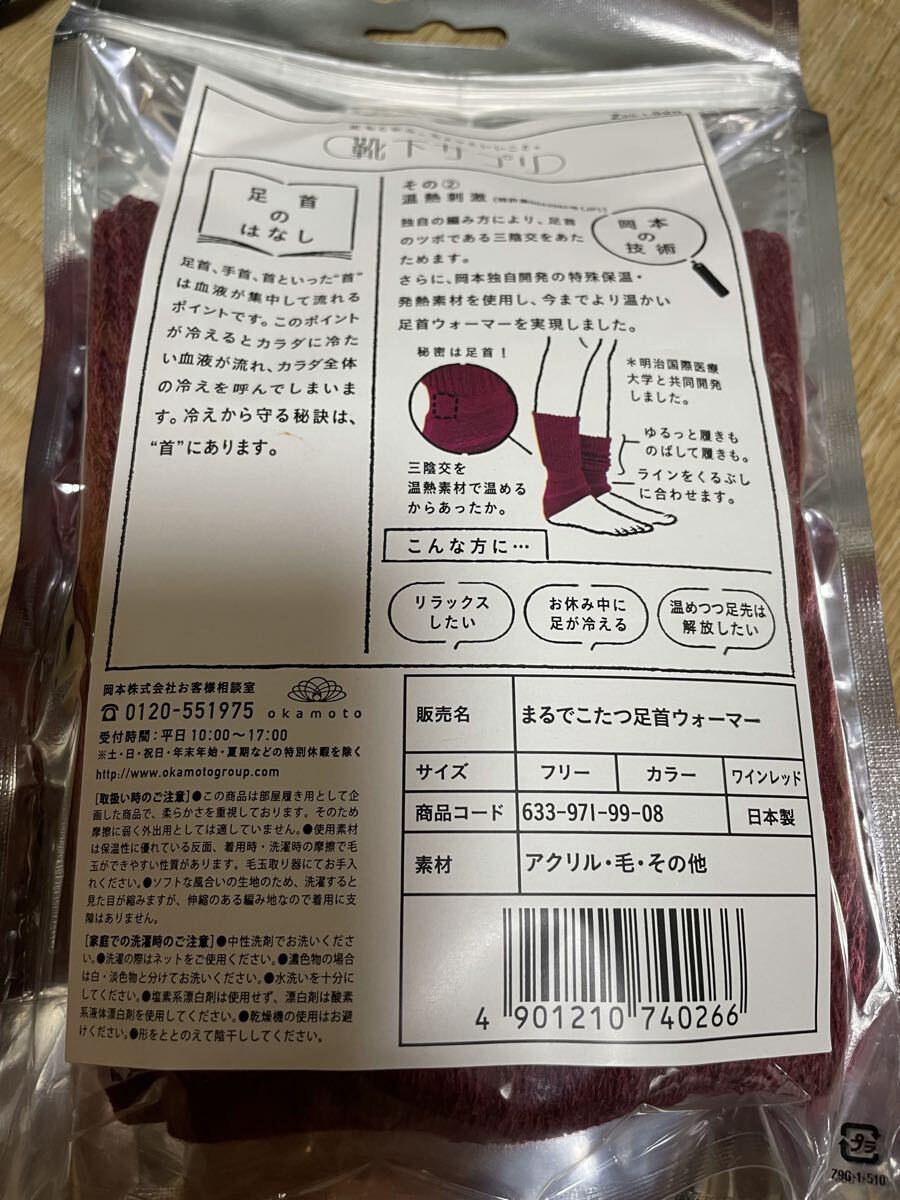 靴下サプリ
足首
の
はなし
足首、手首、首といった“首”
は血液が集中して流れる
ポイントです。このポイント
が冷えるとカラダに冷た
い血液が流れ、カラダ全体
の冷えを呼んでしまいま
す。冷えから守る秘訣は、
“首”にあります。
その②
温熱刺激
岡本
の
技術
独自の編み方により、足首
のツボである三陰交をあた
ためます。
さらに、岡本独自開発の特殊保温・
発熱素材を使用し、今までより温かい
足首ウォーマーを実現しました。
秘密は足首!
*明治国際医療
大学と共同開発
しました。
ゆるっと履きも
のばして履きも。
ラインをくるぶし
に合わせます。
三陰交を
温熱素材で温める
からあったか。
こんな方に…
リラックス
したい
お休み中に
足が冷える
温めつつ足先は
解放したい
岡本株式会社お客様相談室
☎0120-551975
okamoto
受付時間:平日10:00〜17:00
※土・日・祝日・年末年始・夏期などの特別休暇を除く
http://www.okamotogroup.com
[取扱い時のご注意]●この商品は部屋履き用として企
画した商品で、柔らかさを重視しております。そのため
摩擦に弱く外出用としては適していません。●使用素材
は保温性に優れている反面、着用時・洗濯時の摩擦で毛
玉ができやすい性質があります。毛玉取り器にてお手入
れください。●ソフトな風合いの生地のため、洗濯すると
見た目が縮みますが、伸縮のある編み地なので着用に支
障はありません。
[家庭での洗濯時のご注意]●中性洗剤でお洗いくださ
い。●洗濯の際はネットをご使用ください。●濃色物の場合
は白・淡色物と分けてお洗いください。●水洗いを十分に
してください。●塩素系漂白剤は使用せず、漂白剤は酸素
系液体漂白剤を使用してください。●乾燥機の使用はお避
けください。●形をととのえて陰干ししてください。
販売名 まるでこたつ足首ウォーマー
サイズ フリー カラー ワインレッド
商品コード 633-971-99-08 日本製
素材 アクリル・毛・その他
4 901210 740266
プラ
Z9G-1-510